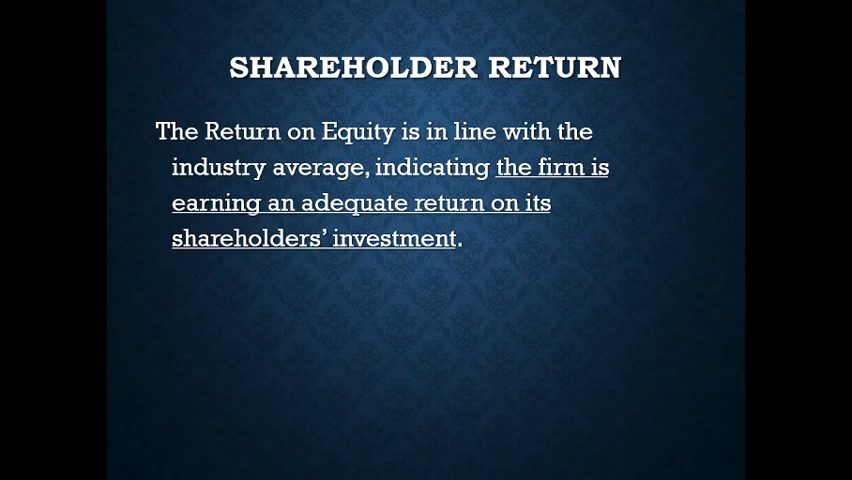 SHAREHOLDER RETURN
The Return on Equity is in line with the
industry average, indicating the firm is
earning an adequate return on its
shareholders’ investment.